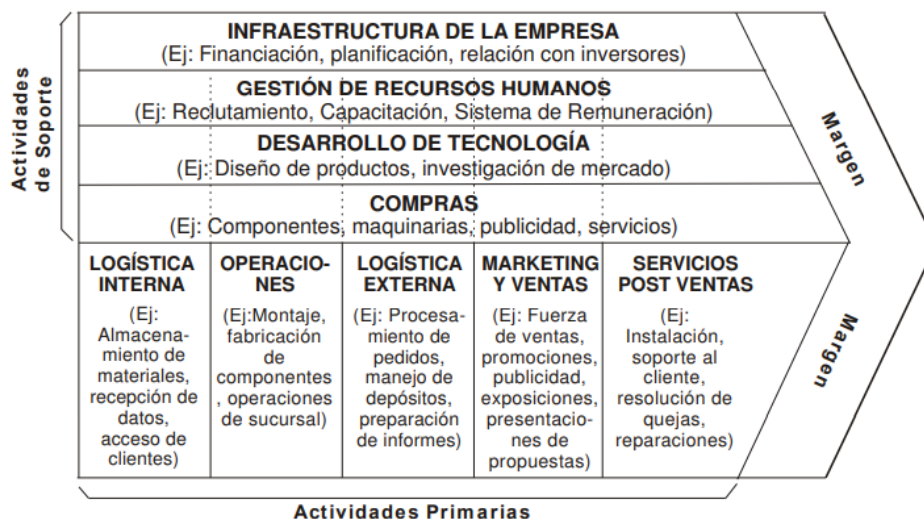 Actividades
de Soporte
INFRAESTRUCTURA DE LA EMPRESA
(Ej: Financiación, planificación, relación con inversores)
GESTIÓN DE RECURSOS HUMANOS
(Ej: Reclutamiento, Capacitación, Sistema de Remuneración)
DESARROLLO DE TECNOLOGÍA
(Ej: Diseño de productos, investigación de mercado)
COMPRAS
(Ej: Componentes, maquinarias, publicidad, servicios)
Margen
LOGÍSTICA
INTERNA
(Ej:
Almacena-
miento de
materiales,
recepción de
datos,
acceso de
clientes)
OPERACIO-
NES
(Ej:Montaje,
fabricación
de
componentes
, operaciones
de sucursal)
LOGÍSTICA
EXTERNA
(Ej: Procesa-
miento de
pedidos,
manejo de
depósitos,
preparación
de informes)
MARKETING
Y VENTAS
(Ej: Fuerza
de ventas,
promociones,
publicidad,
exposiciones,
presentacio-
nes de
propuestas)
SERVICIOS
POST VENTAS
(Ej:
Instalación,
soporte al
cliente,
resolución de
quejas,
reparaciones)
Margen
Actividades Primarias